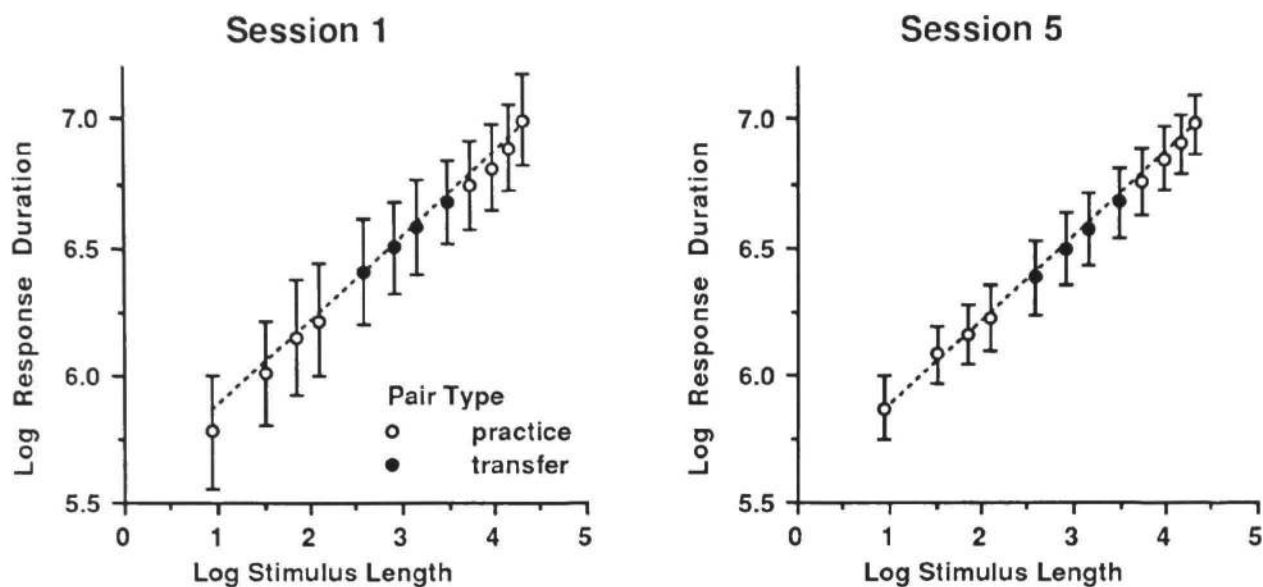 Session 1
Log Response Duration
7.0
6.5
6.0
5.5
0 1 2 3 4 5
Log Stimulus Length
Pair Type
practice
transfer
Session 5
Log Response Duration
7.0
6.5
6.0
5.5
0 1 2 3 4 5
Log Stimulus Length